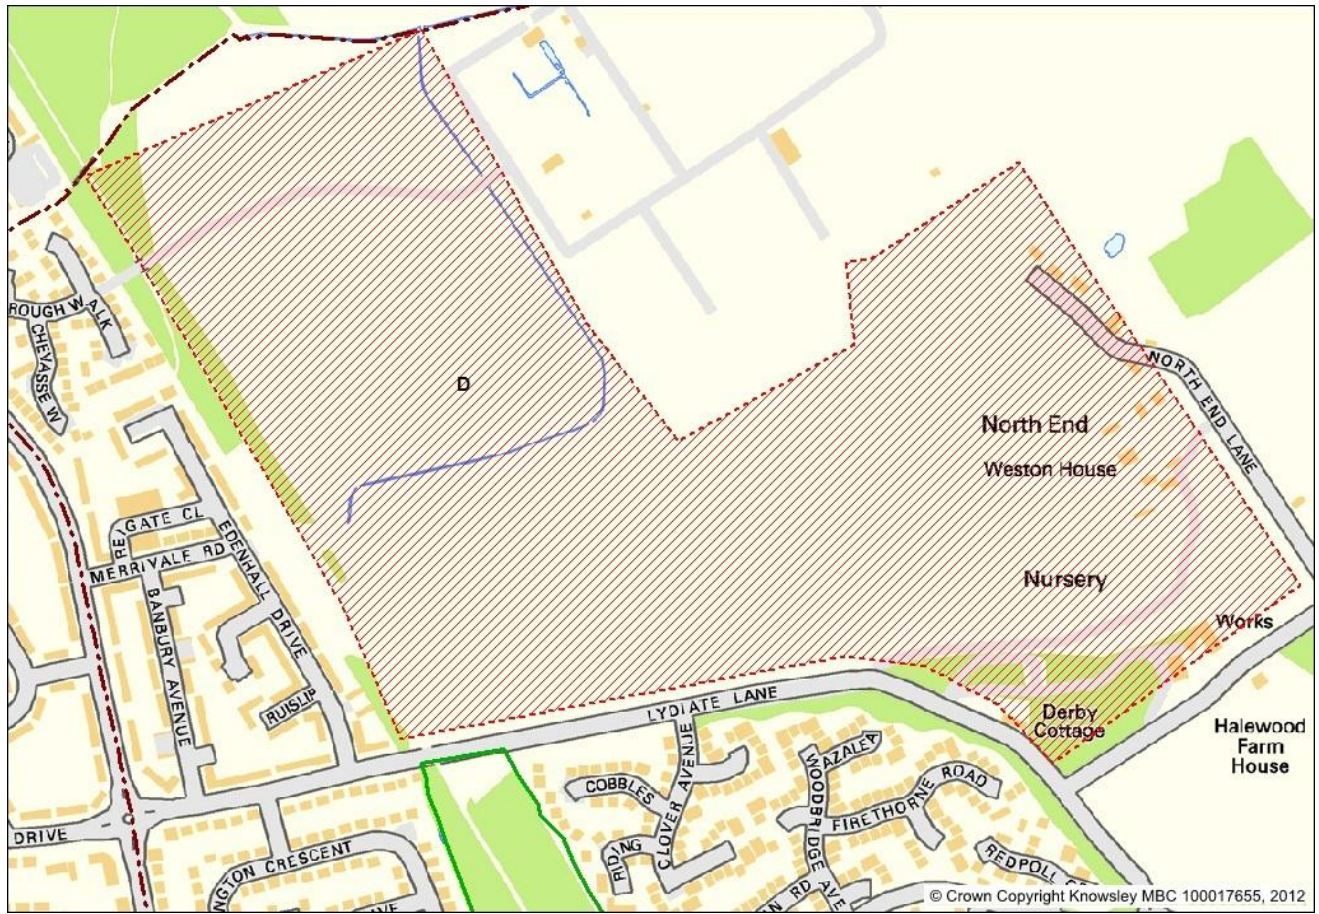 ROUGH WALK
CHEVASSE W
D
NORTH END LANE
North End
Weston House
REIGATE CL
MERRIVALE RD
EDENHALL DRIVE
BANBURY AVENUE
RUISLIP
Nursery
Works
LYDIATE LANE
Derby
Cottage
Halewood
Farm
House
COBBLES
CLOVER AVENUE
RIDING
AZALEA
WOODBRIDGE AVE
FIRETHORNE ROAD
REDPOLL
DRIVE
NGTON CRESCENT
AVE
RD
© Crown Copyright Knowsley MBC 100017655, 2012